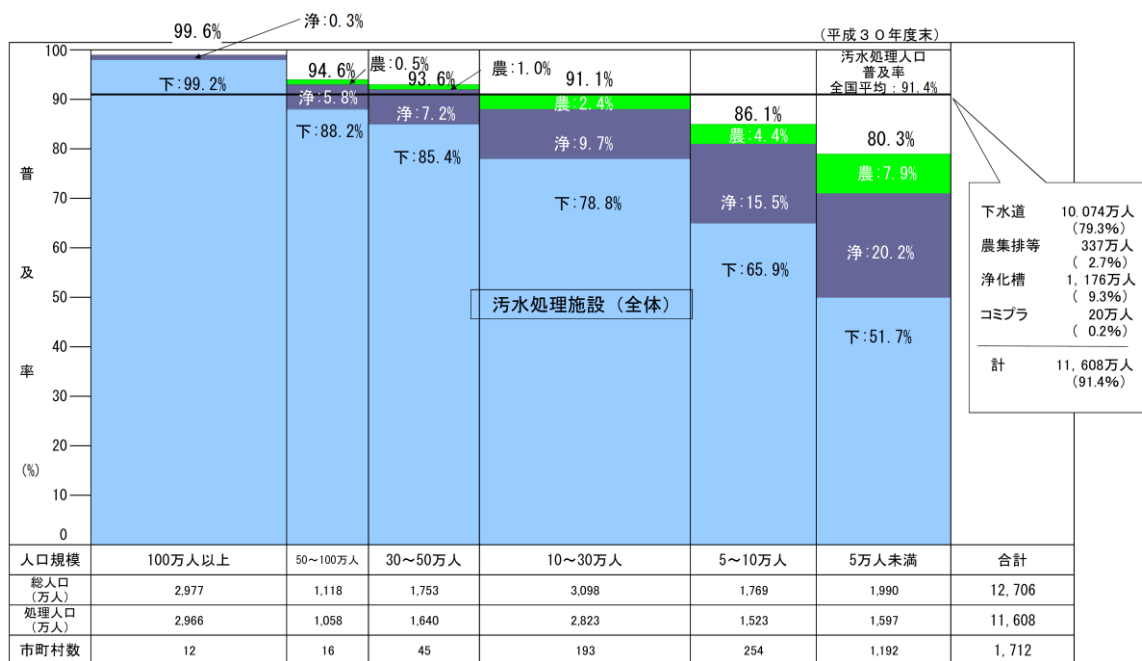 99.6%
浄:0.3%
(平成30年度末)
100
90
80
70
60
50
40
30
20
10
0
普
及
率
(%)
下:99.2%
94.6%
農:0.5%
浄:5.8%
下:88.2%
93.6%
農:1.0%
浄:7.2%
下:85.4%
91.1%
農:2.4%
浄:9.7%
下:78.8%
86.1%
農:4.4%
浄:15.5%
下:65.9%
汚水処理人口
普及率
全国平均:91.4%
80.3%
農:7.9%
浄:20.2%
下:51.7%
汚水処理施設(全体)
下水道 10,074万人
(79.3%)
農集排等 337万人
( 2.7%)
浄化槽 1,176万人
( 9.3%)
コミプラ 20万人
( 0.2%)
計 11,608万人
(91.4%)
人口規模 100万人以上 50~100万人 30~50万人 10~30万人 5~10万人 5万人未満 合計
総人口
(万人) 2,977 1,118 1,753 3,098 1,769 1,990 12,706
処理人口
(万人) 2,966 1,058 1,640 2,823 1,523 1,597 11,608
市町村数 12 16 45 193 254 1,192 1,712